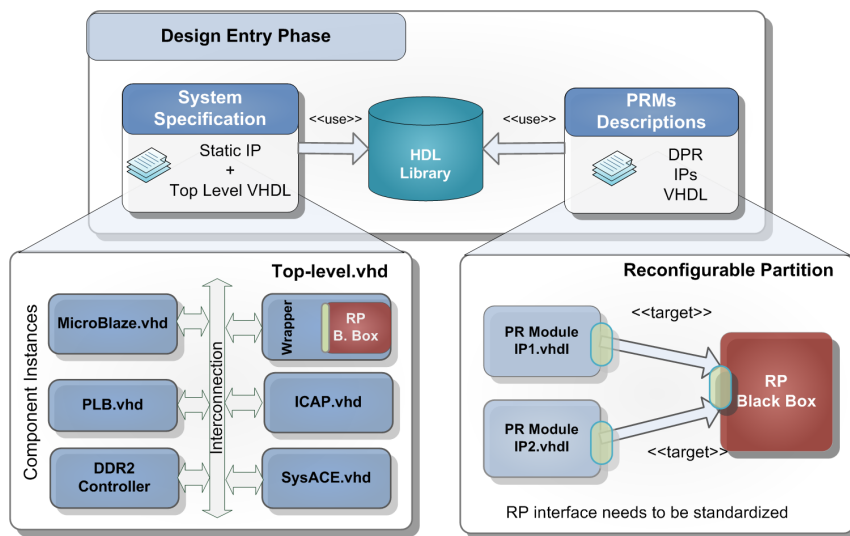 Design Entry Phase
System
Specification
Static IP
+
Top Level VHDL
<<use>>
HDL
Library
<<use>>
PRMs
Descriptions
DPR
IPs
VHDL
Top-level.vhd
Component Instances
MicroBlaze.vhd
PLB.vhd
DDR2
Controller
Interconnection
Wrapper
RP
B. Box
ICAP.vhd
SysACE.vhd
Reconfigurable Partition
<<target>>
PR Module
IP1.vhdl
PR Module
IP2.vhdl
RP
Black Box
<<target>>
RP interface needs to be standardized